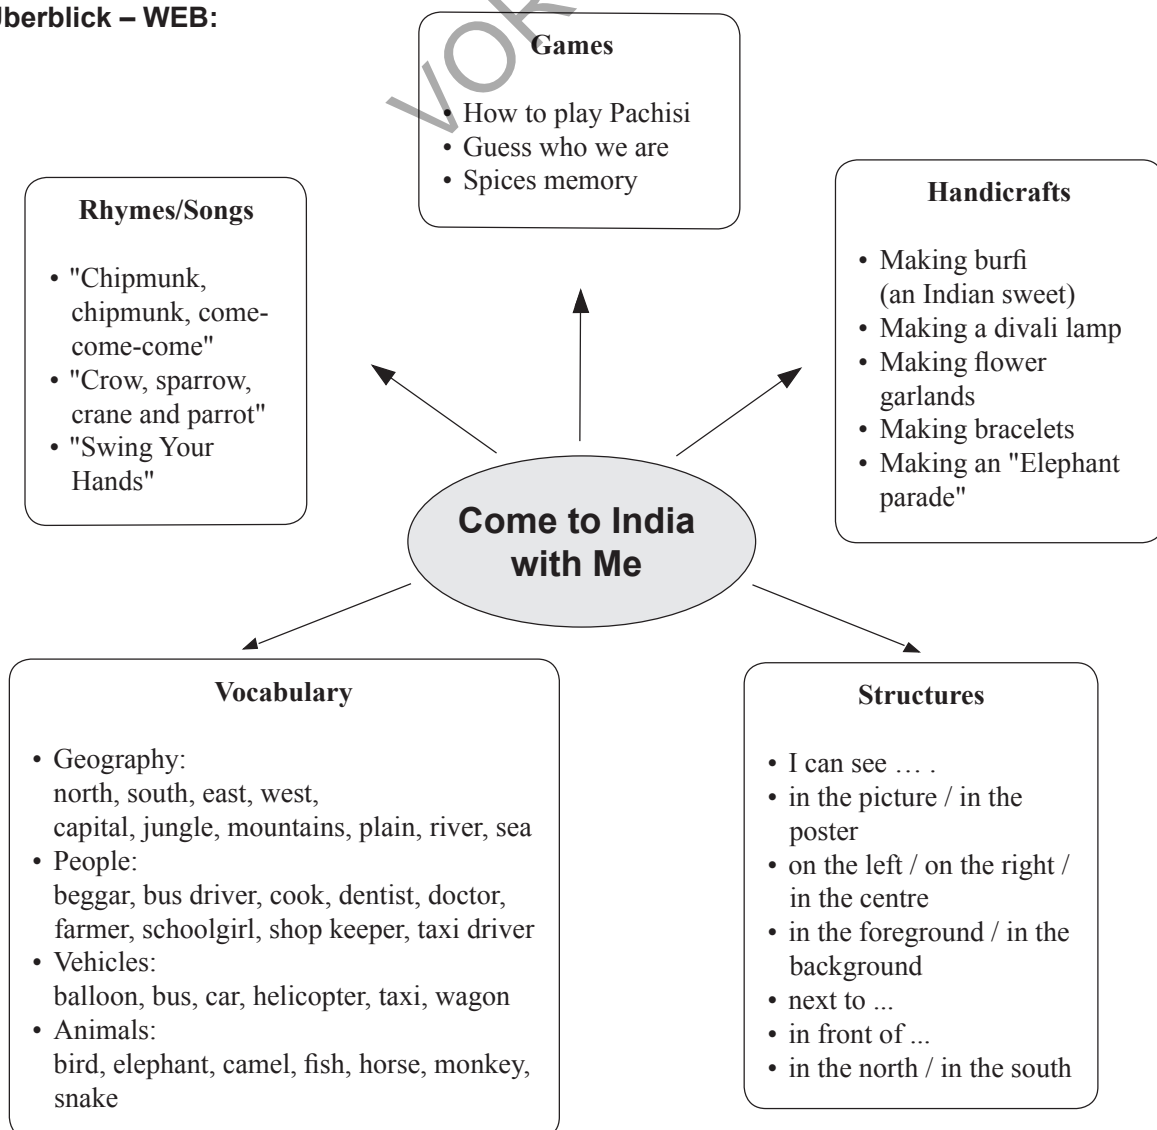 Überblick – WEB:
VOR
Games
• How to play Pachisi
• Guess who we are
• Spices memory
Rhymes/Songs
• "Chipmunk,
chipmunk, come-
come-come"
• "Crow, sparrow,
crane and parrot"
• "Swing Your
Hands"
Handicrafts
• Making burfi
(an Indian sweet)
• Making a divali lamp
• Making flower
garlands
• Making bracelets
• Making an "Elephant
parade"
Come to India
with Me
Vocabulary
• Geography:
north, south, east, west,
capital, jungle, mountains, plain, river, sea
• People:
beggar, bus driver, cook, dentist, doctor,
farmer, schoolgirl, shop keeper, taxi driver
• Vehicles:
balloon, bus, car, helicopter, taxi, wagon
• Animals:
bird, elephant, camel, fish, horse, monkey,
snake
Structures
• I can see … .
• in the picture / in the
poster
• on the left / on the right /
in the centre
• in the foreground / in the
background
• next to ...
• in front of ...
• in the north / in the south